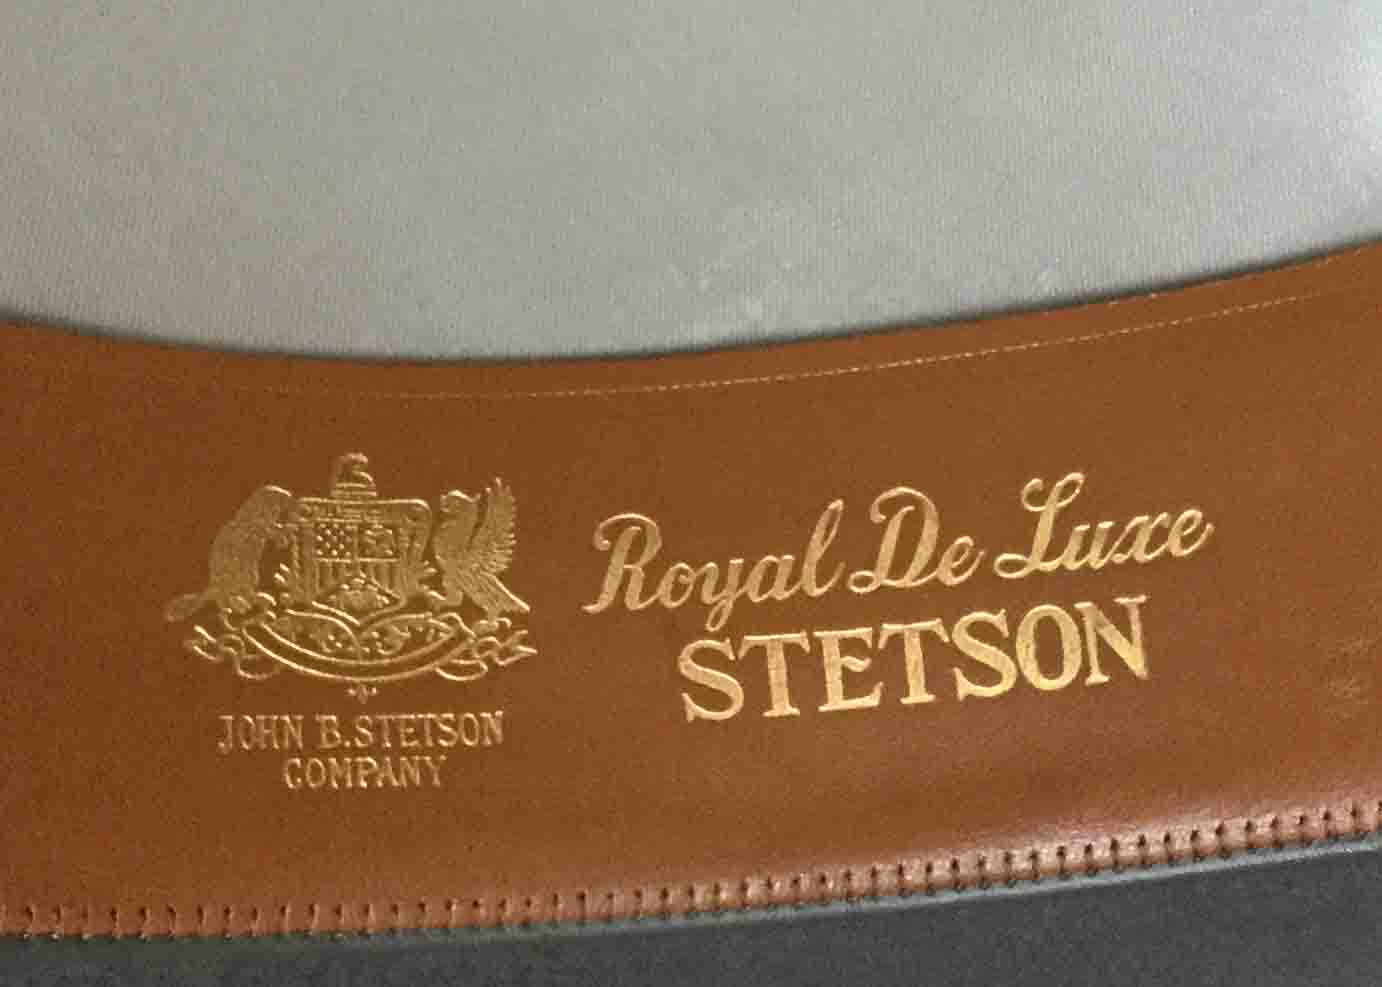 Royal De Luxe
STETSON
JOHN B. STETSON
COMPANY